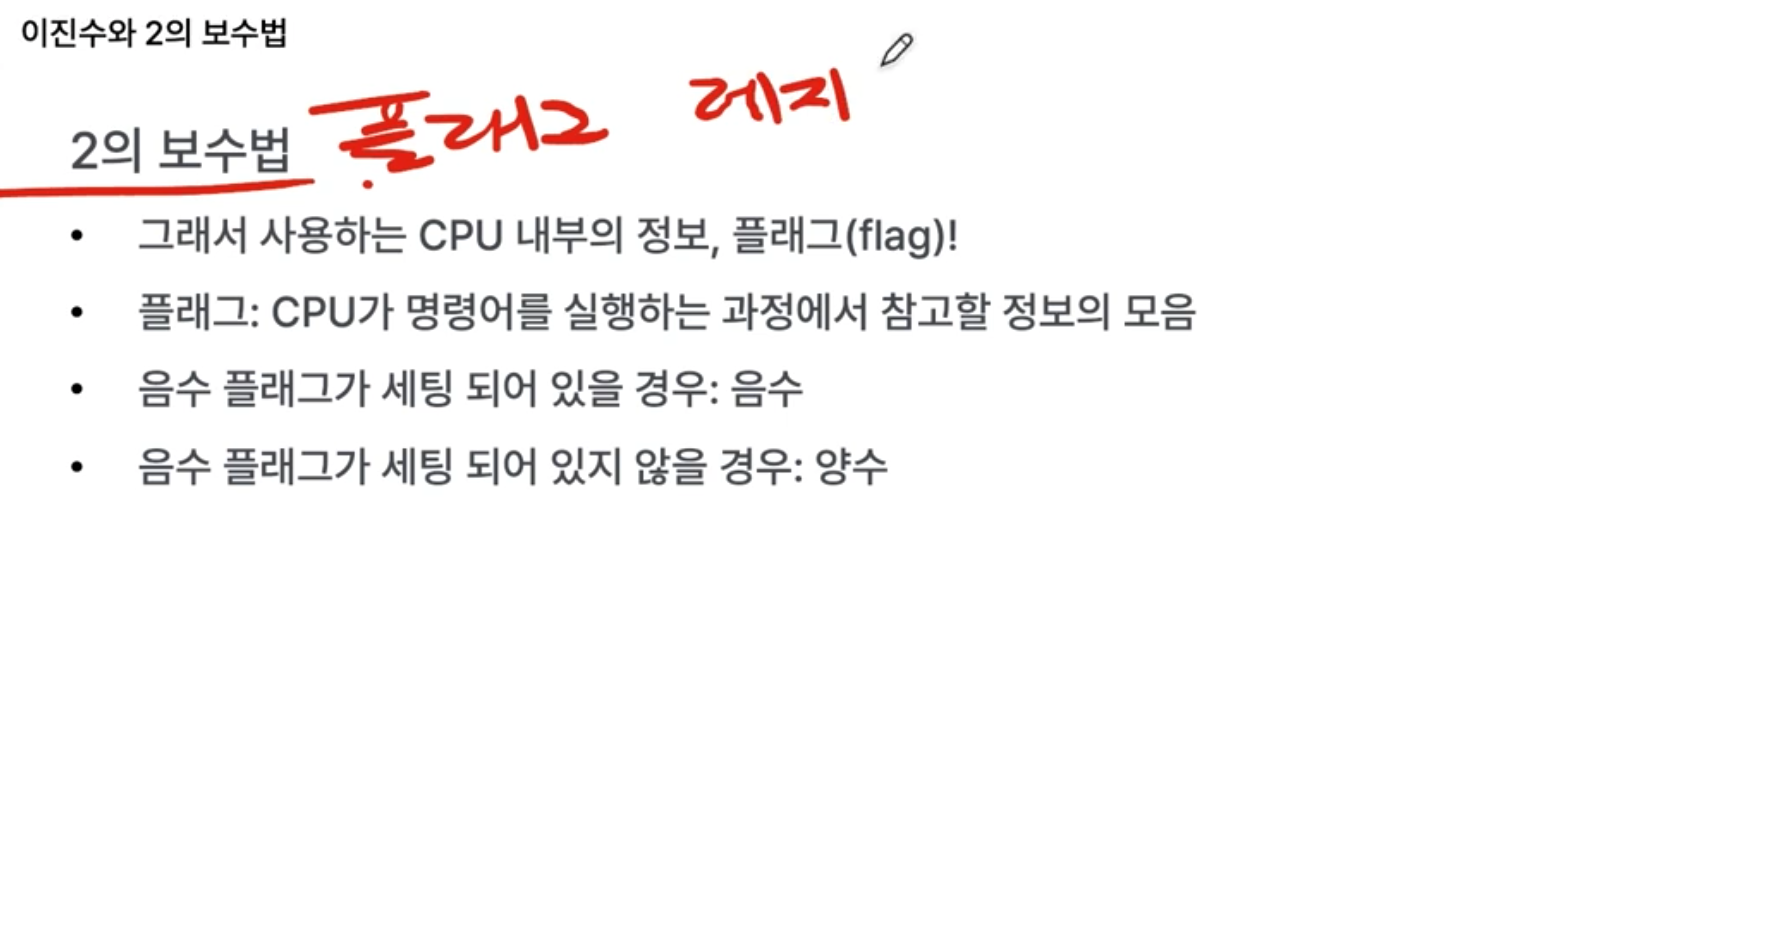 이진수와 2의 보수법
플래그 레지
2의 보수법
• 그래서 사용하는 CPU 내부의 정보, 플래그(flag)!
• 플래그: CPU가 명령어를 실행하는 과정에서 참고할 정보의 모음
• 음수 플래그가 세팅 되어 있을 경우: 음수
• 음수 플래그가 세팅 되어 있지 않을 경우: 양수